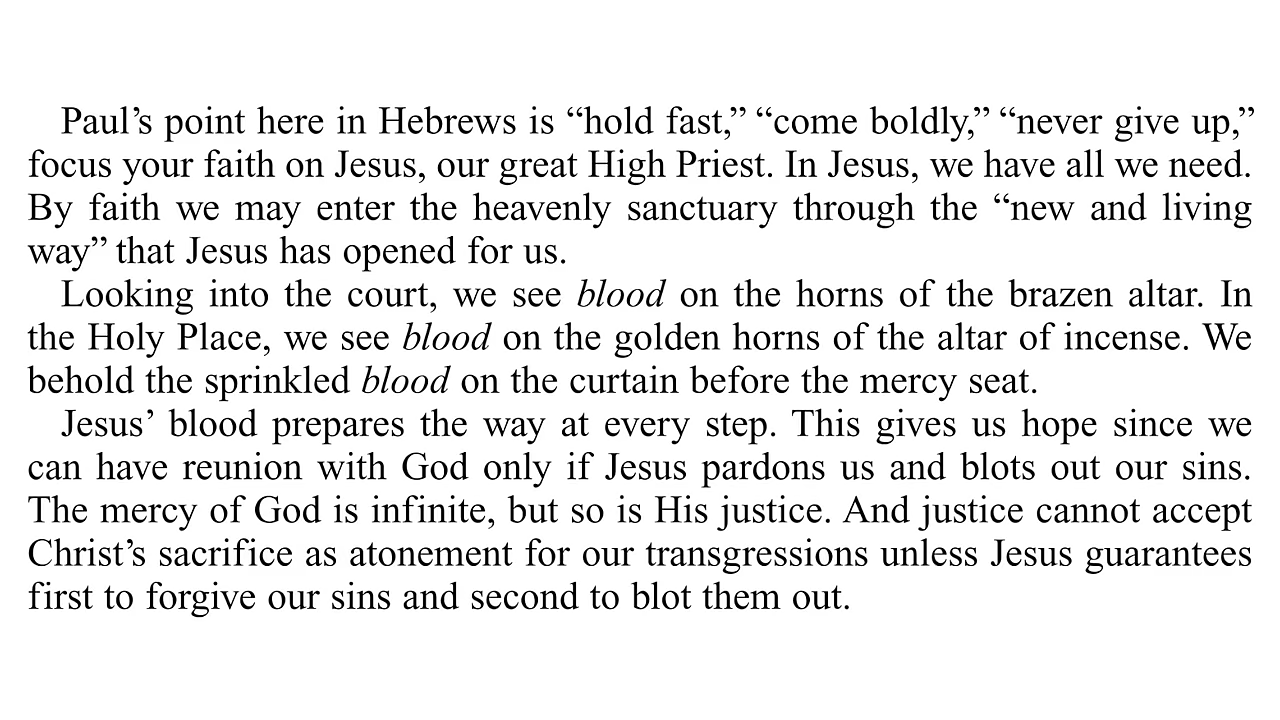 Paul’s point here in Hebrews is “hold fast,” “come boldly,” “never give up,”
focus your faith on Jesus, our great High Priest. In Jesus, we have all we need.
By faith we may enter the heavenly sanctuary through the “new and living
way” that Jesus has opened for us.
Looking into the court, we see blood on the horns of the brazen altar. In
the Holy Place, we see blood on the golden horns of the altar of incense. We
behold the sprinkled blood on the curtain before the mercy seat.
Jesus’ blood prepares the way at every step. This gives us hope since we
can have reunion with God only if Jesus pardons us and blots out our sins.
The mercy of God is infinite, but so is His justice. And justice cannot accept
Christ’s sacrifice as atonement for our transgressions unless Jesus guarantees
first to forgive our sins and second to blot them out.